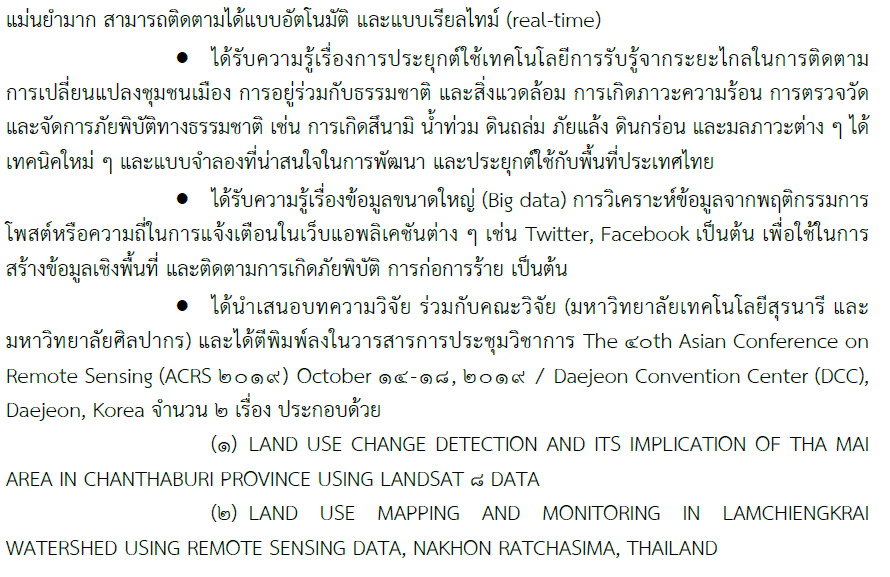 แม่นยำมาก สามารถติดตามได้แบบอัตโนมัติ และแบบเรียลไทม์ (real-time)
● ได้รับความรู้เรื่องการประยุกต์ใช้เทคโนโลยีการรับรู้จากระยะไกลในการติดตาม
การเปลี่ยนแปลงชุมชนเมือง การอยู่ร่วมกับธรรมชาติ และสิ่งแวดล้อม การเกิดภาวะความร้อน การตรวจวัด
และจัดการภัยพิบัติทางธรรมชาติ เช่น การเกิดสึนามิ น้ำท่วม ดินถล่ม ภัยแล้ง ดินกร่อน และมลภาวะต่าง ๆ ได้
เทคนิคใหม่ ๆ และแบบจำลองที่น่าสนใจในการพัฒนา และประยุกต์ใช้กับพื้นที่ประเทศไทย
● ได้รับความรู้เรื่องข้อมูลขนาดใหญ่ (Big data) การวิเคราะห์ข้อมูลจากพฤติกรรมการ
โพสต์หรือความถี่ในการแจ้งเตือนในเว็บแอพลิเคชันต่าง ๆ เช่น Twitter, Facebook เป็นต้น เพื่อใช้ในการ
สร้างข้อมูลเชิงพื้นที่ และติดตามการเกิดภัยพิบัติ การก่อการร้าย เป็นต้น
● ได้นำเสนอบทความวิจัย ร่วมกับคณะวิจัย (มหาวิทยาลัยเทคโนโลยีสุรนารี และ
มหาวิทยาลัยศิลปากร) และได้ตีพิมพ์ลงในวารสารการประชุมวิชาการ The ๔๐th Asian Conference on
Remote Sensing (ACRS ๒๐๑๙) October ๑๔-๑๘, ๒๐๑๙ / Daejeon Convention Center (DCC),
Daejeon, Korea จำนวน ๒ เรื่อง ประกอบด้วย
(๑) LAND USE CHANGE DETECTION AND ITS IMPLICATION OF THA MAI
AREA IN CHANTHABURI PROVINCE USING LANDSAT ๘ DATA
(๒) LAND USE MAPPING AND MONITORING IN LAMCHIENGKRAI
WATERSHED USING REMOTE SENSING DATA, NAKHON RATCHASIMA, THAILAND